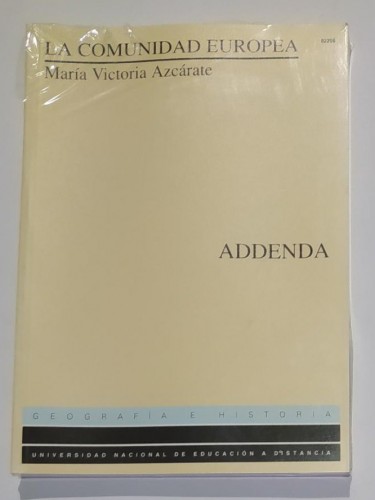 LA COMUNIDAD EUROPEA
María Victoria Azcárate
ADDENDA
GEOGRAFÍA E HISTORIA
UNIVERSIDAD NACIONAL DE EDUCACIÓN A DISTANCIA